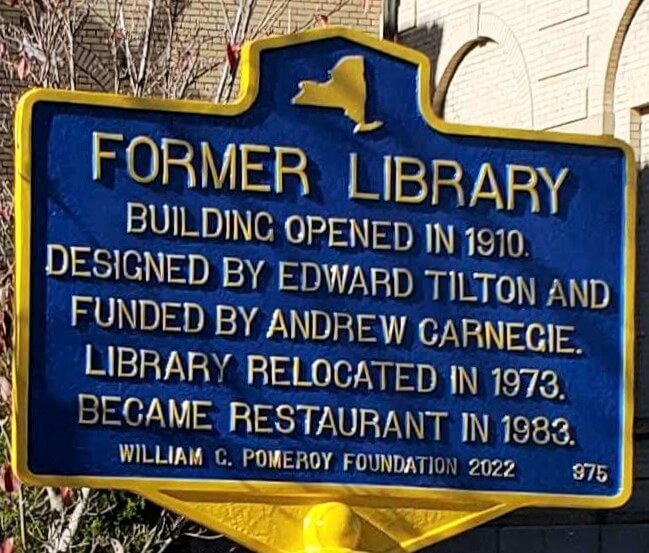 FORMER LIBRARY
BUILDING OPENED IN 1910.
DESIGNED BY EDWARD TILTON AND
FUNDED BY ANDREW CARNEGIE.
LIBRARY RELOCATED IN 1973.
BECAME RESTAURANT IN 1983.
WILLIAM G. POMEROY FOUNDATION 2022 975